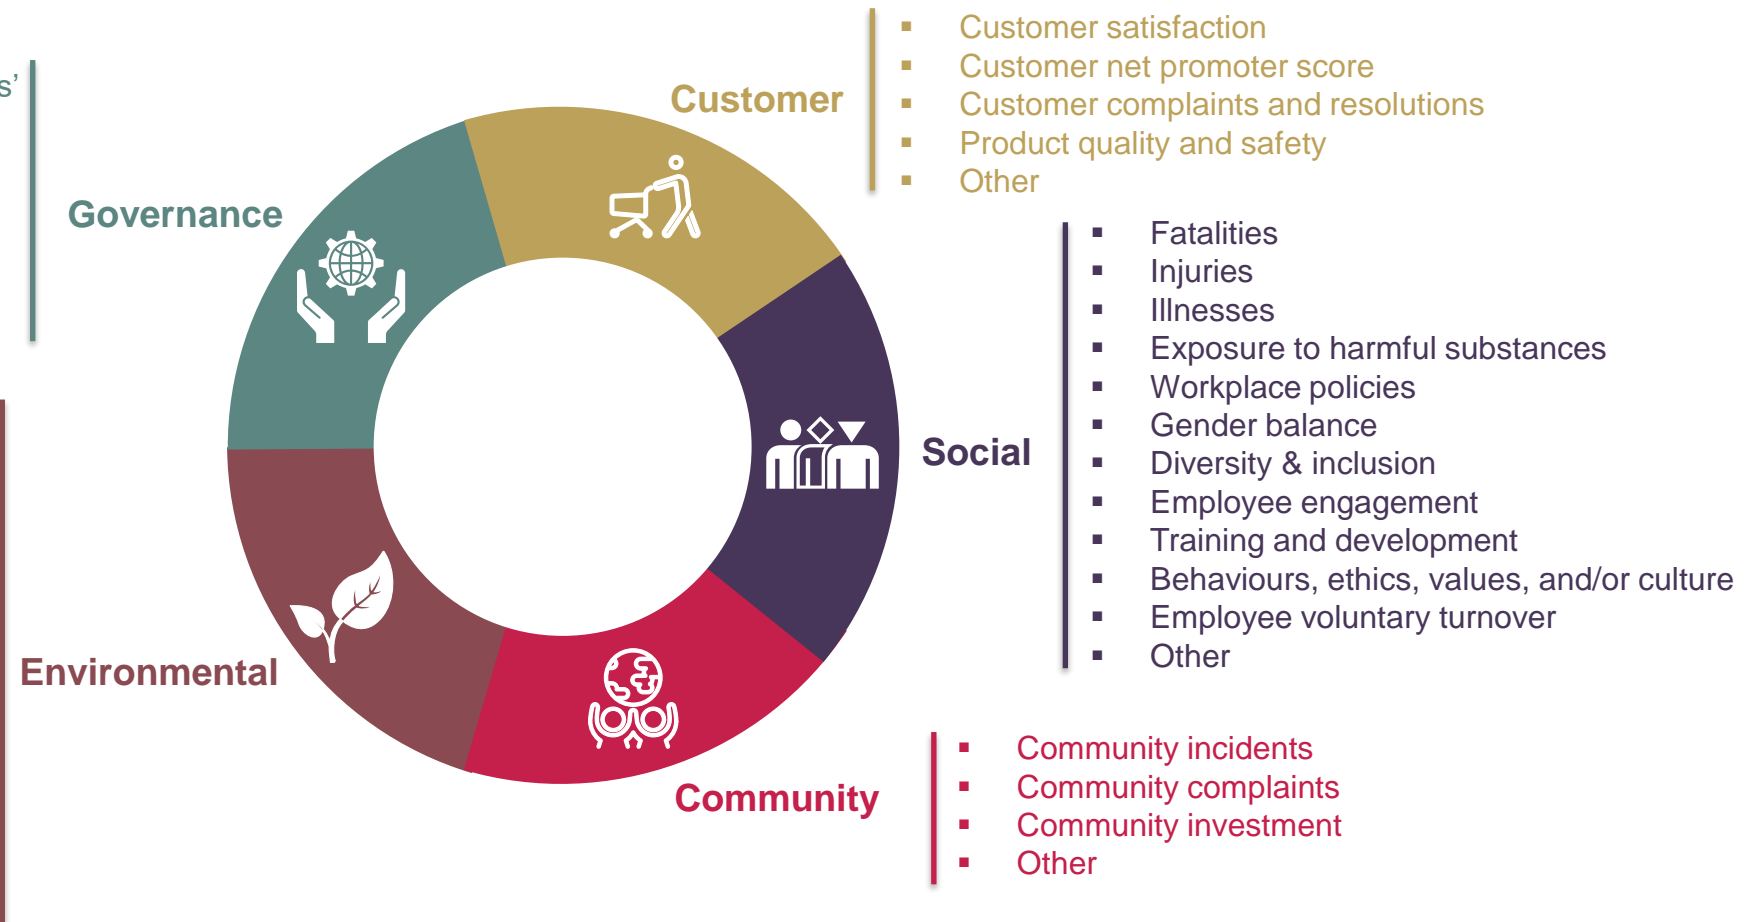 s’
Governance
Environmental
Customer
Customer satisfaction
Customer net promoter score
Customer complaints and resolutions
Product quality and safety
Other
Social
Fatalities
Injuries
Illnesses
Exposure to harmful substances
Workplace policies
Gender balance
Diversity & inclusion
Employee engagement
Training and development
Behaviours, ethics, values, and/or culture
Employee voluntary turnover
Other
Community
Community incidents
Community complaints
Community investment
Other